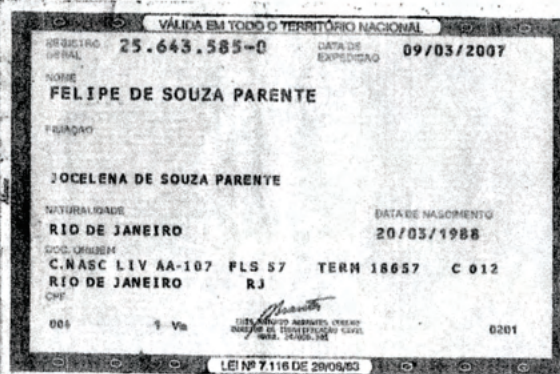 VÁLIDA EM TODO O TERRITÓRIO NACIONAL
REGISTRO GERAL 25.643.585-0 DATA DE EXPEDIÇÃO 09/03/2007
NOME
FELIPE DE SOUZA PARENTE
FILIAÇÃO
JOCELENA DE SOUZA PARENTE
NATURALIDADE DATA DE NASCIMENTO
RIO DE JANEIRO 20/03/1988
DOC. ORIGEM
C.NASC LIV AA-107 FLS 57 TERM 18657 C 012
RIO DE JANEIRO RJ
CPF
004 1 Via 0201
LEI Nº 7.116 DE 29/08/83